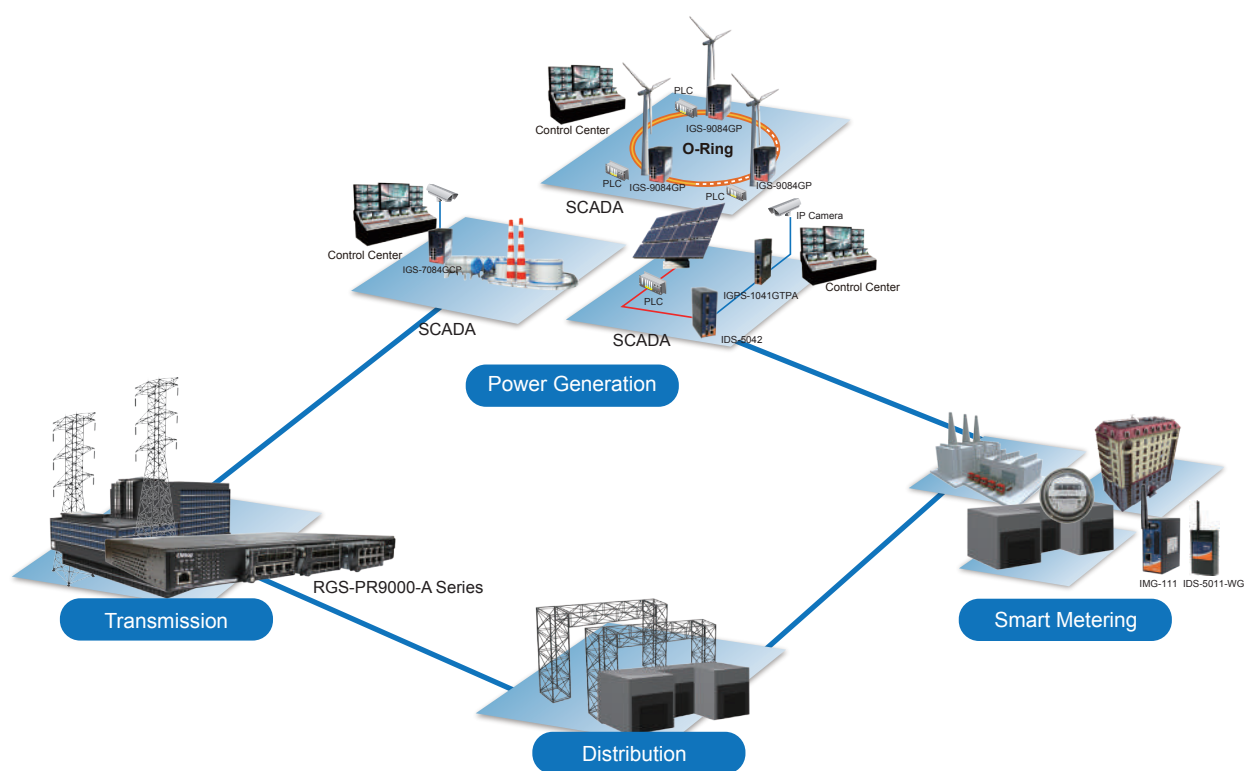 PLC
Control Center
IGS-9084GP
O-Ring
PLC
IGS-9084GP
PLC
IGS-9084GP
SCADA
IP Camera
Control Center
IGS-7084GCP
PLC
IGPS-1041GTPA
Control Center
SCADA
SCADA
IDS-5042
Power Generation
RGS-PR9000-A Series
Transmission
IMG-111
IDS-5011-WG
Smart Metering
Distribution